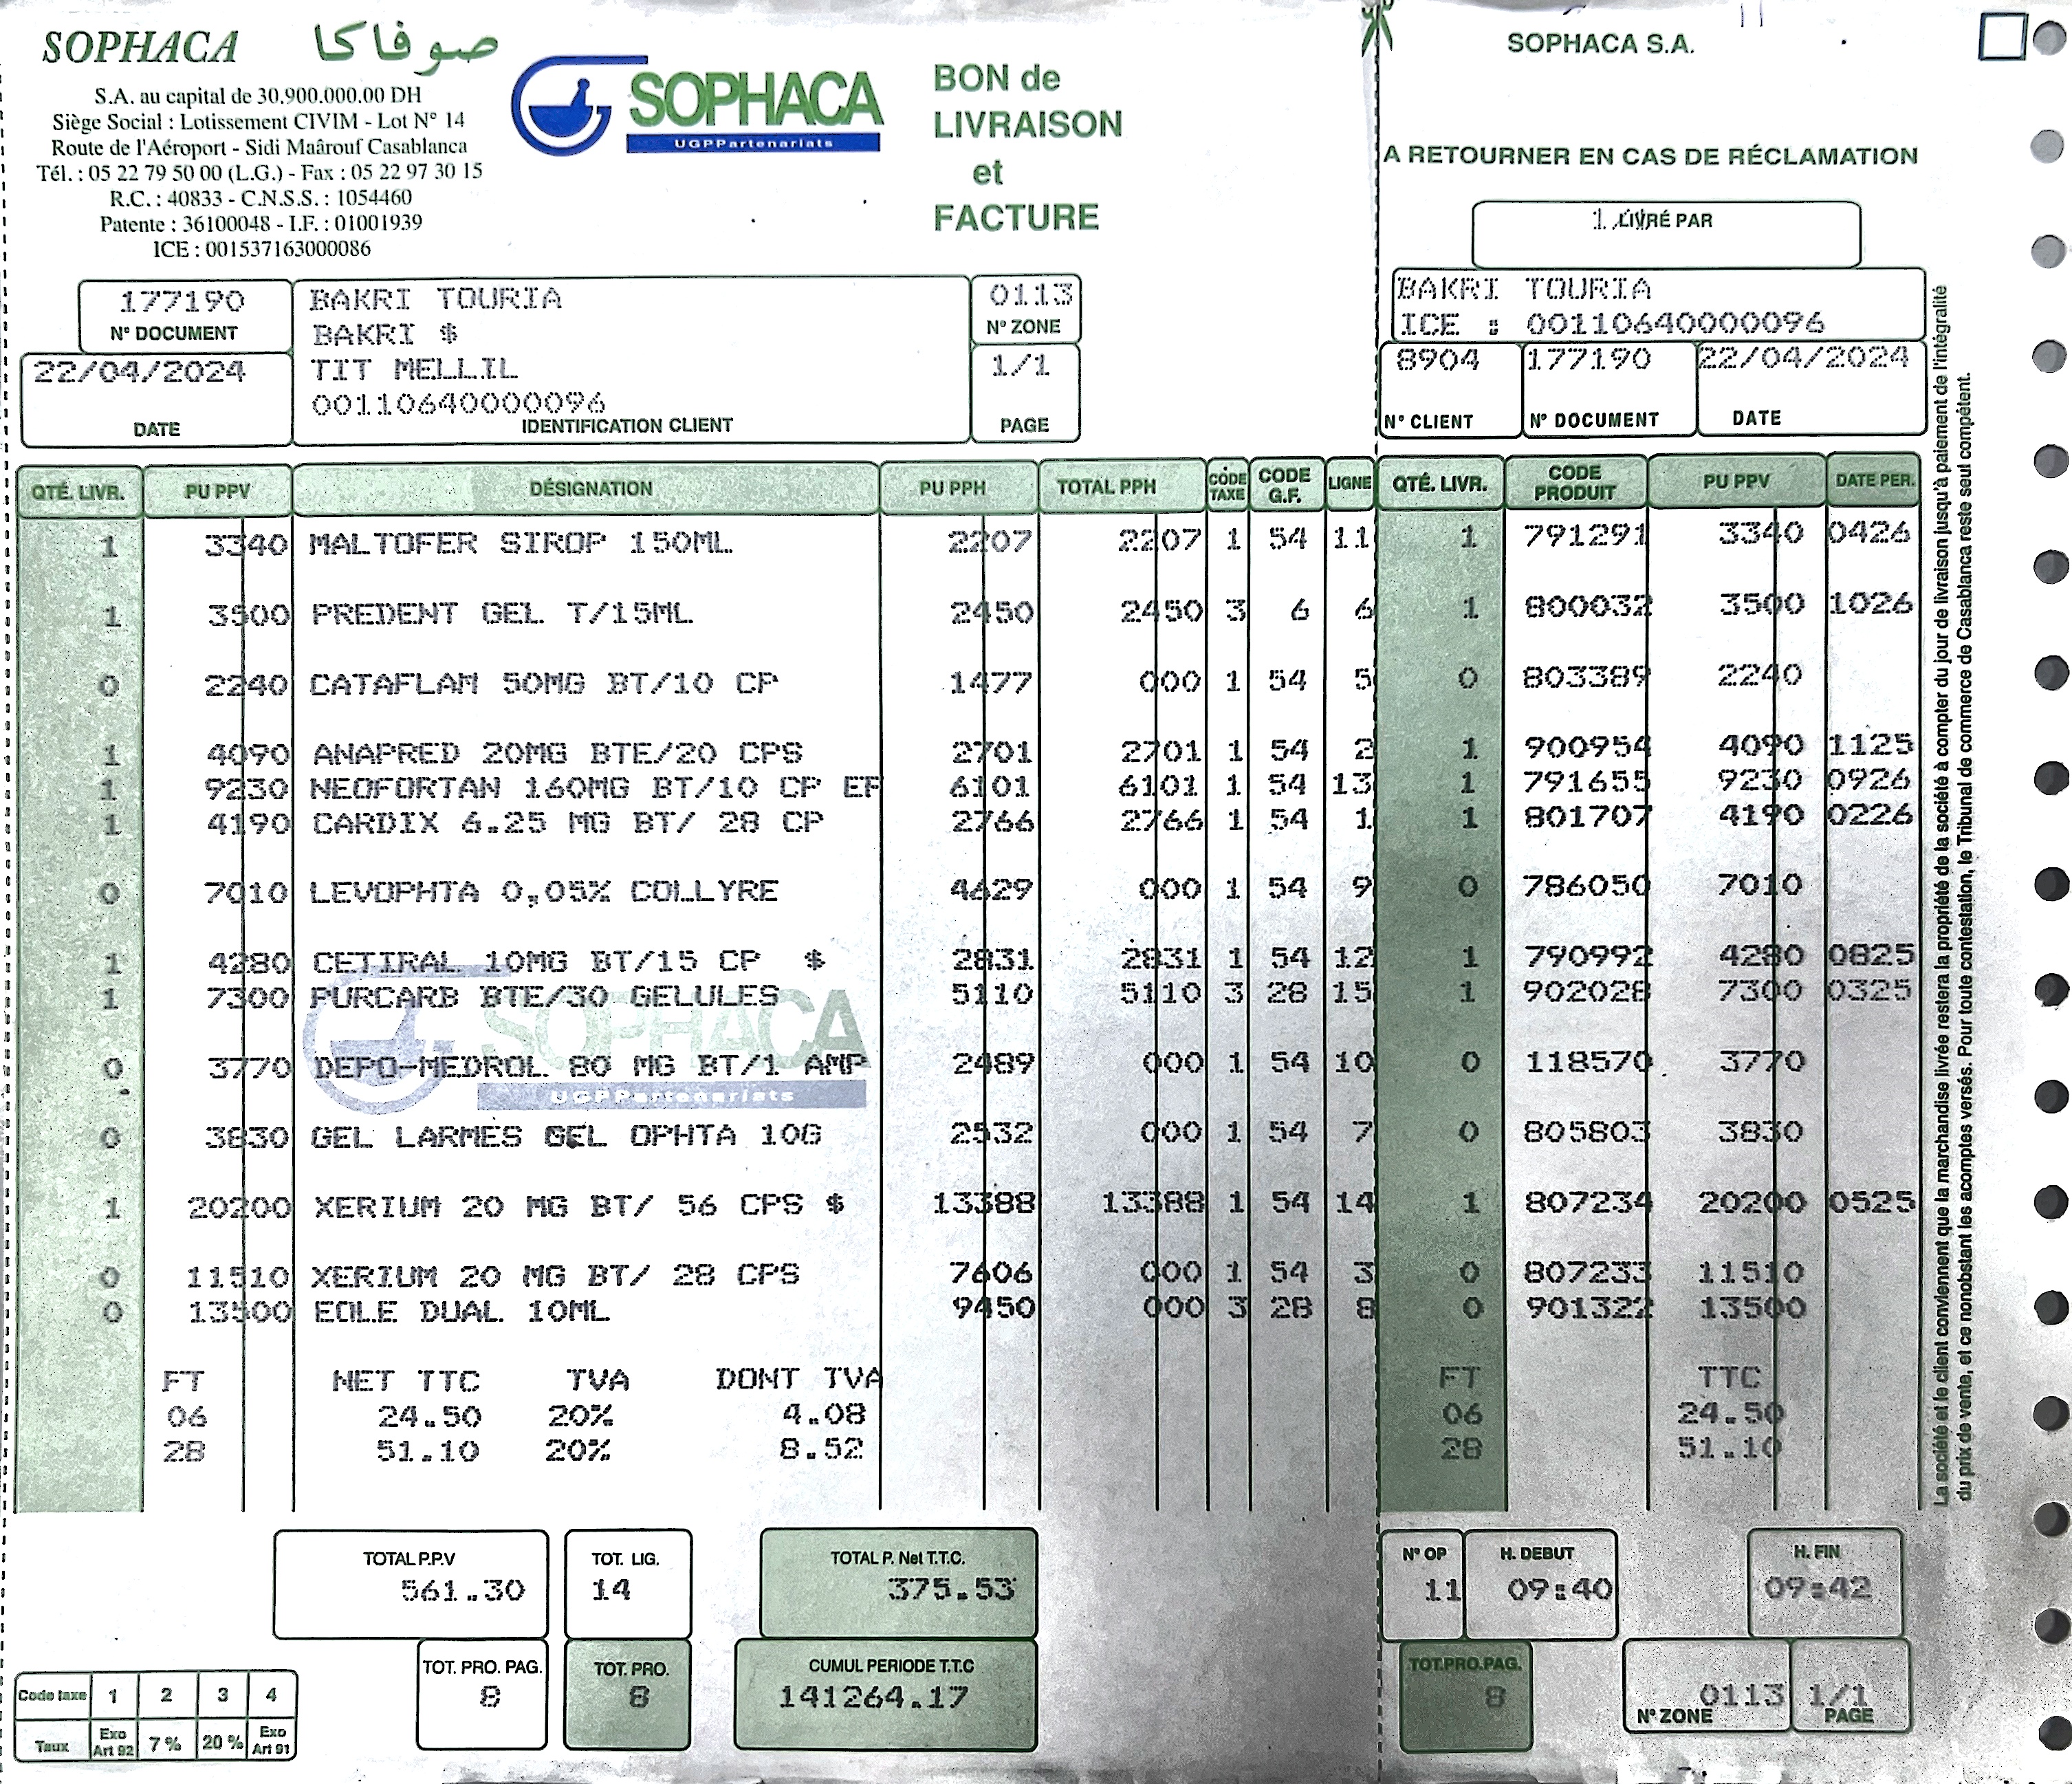 SOPHACA صوفاكا
S.A. au capital de 30.900.000.00 DH
Siège Social : Lotissement CIVIM - Lot N° 14
Route de l'Aéroport - Sidi Maârouf Casablanca
Tél. : 05 22 79 50 00 (L.G.) - Fax : 05 22 97 30 15
R.C. : 40833 - C.N.S.S. : 1054460
Patente : 36100048 - I.F. : 01001939
ICE : 001537163000086
SOPHACA
UGPPartenariats
BON de
LIVRAISON
et
FACTURE
SOPHACA S.A.
A RETOURNER EN CAS DE RÉCLAMATION
LIVRÉ PAR
177190
N° DOCUMENT
22/04/2024
DATE
BAKRI TOURIA
BAKRI $
TIT MELLIL
00110640000096
IDENTIFICATION CLIENT
0113
N° ZONE
1/1
PAGE
BAKRI TOURIA
ICE : 00110640000096
8904 177190 22/04/2024
N° CLIENT N° DOCUMENT DATE
QTÉ. LIVR. PU PPV DÉSIGNATION PU PPH TOTAL PPH CODE TAXE CODE G.F. LIGNE QTÉ. LIVR. CODE PRODUIT PU PPV DATE PER.
1 3340 MALTOFER SIROP 150ML 2207 2207 1 54 11 1 791291 3340 0426
1 3500 PREDENT GEL T/15ML 2450 2450 3 6 6 1 800032 3500 1026
0 2240 CATAFLAM 50MG BT/10 CP 1477 000 1 54 5 0 803389 2240
1 4090 ANAPRED 20MG BTE/20 CPS 2701 2701 1 54 2 1 900954 4090 1125
1 9230 NEOFORTAN 160MG BT/10 CP EF 6101 6101 1 54 13 1 791655 9230 0926
1 4190 CARDIX 6.25 MG BT/ 28 CP 2766 2766 1 54 1 1 801707 4190 0226
0 7010 LEVOPHTA 0,05% COLLYRE 4629 000 1 54 9 0 786050 7010
1 4280 CETIRAL 10MG BT/15 CP $ 2831 2831 1 54 12 1 790992 4280 0825
1 7300 PURCARB BTE/30 GELULES 5110 5110 3 28 15 1 902028 7300 0325
SOPHACA
0 3770 DEPO-MEDROL 80 MG BT/1 AMP 2489 000 1 54 10 0 118570 3770
UGPPartenariats
0 3830 GEL LARMES GEL OPHTA 10G 2532 000 1 54 7 0 805803 3830
1 20200 XERIUM 20 MG BT/ 56 CPS $ 13388 13388 1 54 14 1 807234 20200 0525
0 11510 XERIUM 20 MG BT/ 28 CPS 7606 000 1 54 3 0 807233 11510
0 13500 EOLE DUAL 10ML 9450 000 3 28 8 0 901322 13500
FT NET TTC TVA DONT TVA FT TTC
06 24.50 20% 4.08 06 24.50
28 51.10 20% 8.52 28 51.10
TOTAL P.P.V TOT. LIG. TOTAL P. Net T.T.C. N° OP H. DEBUT H. FIN
561.30 14 375.53 11 09:40 09:42
TOT. PRO. PAG. TOT. PRO. CUMUL PERIODE T.T.C TOT.PRO.PAG.
8 8 141264.17 8 0113 1/1
N° ZONE PAGE
Code taxe 1 2 3 4
Taux Exo Art 92 7 % 20 % Exo Art 91
La société et le client conviennent que la marchandise livrée restera la propriété de la société à compter du jour de livraison jusqu'à paiement de l'intégralité
du prix de vente, et ce nonobstant les acomptes versés. Pour toute contestation, le Tribunal de commerce de Casablanca reste seul compétent.